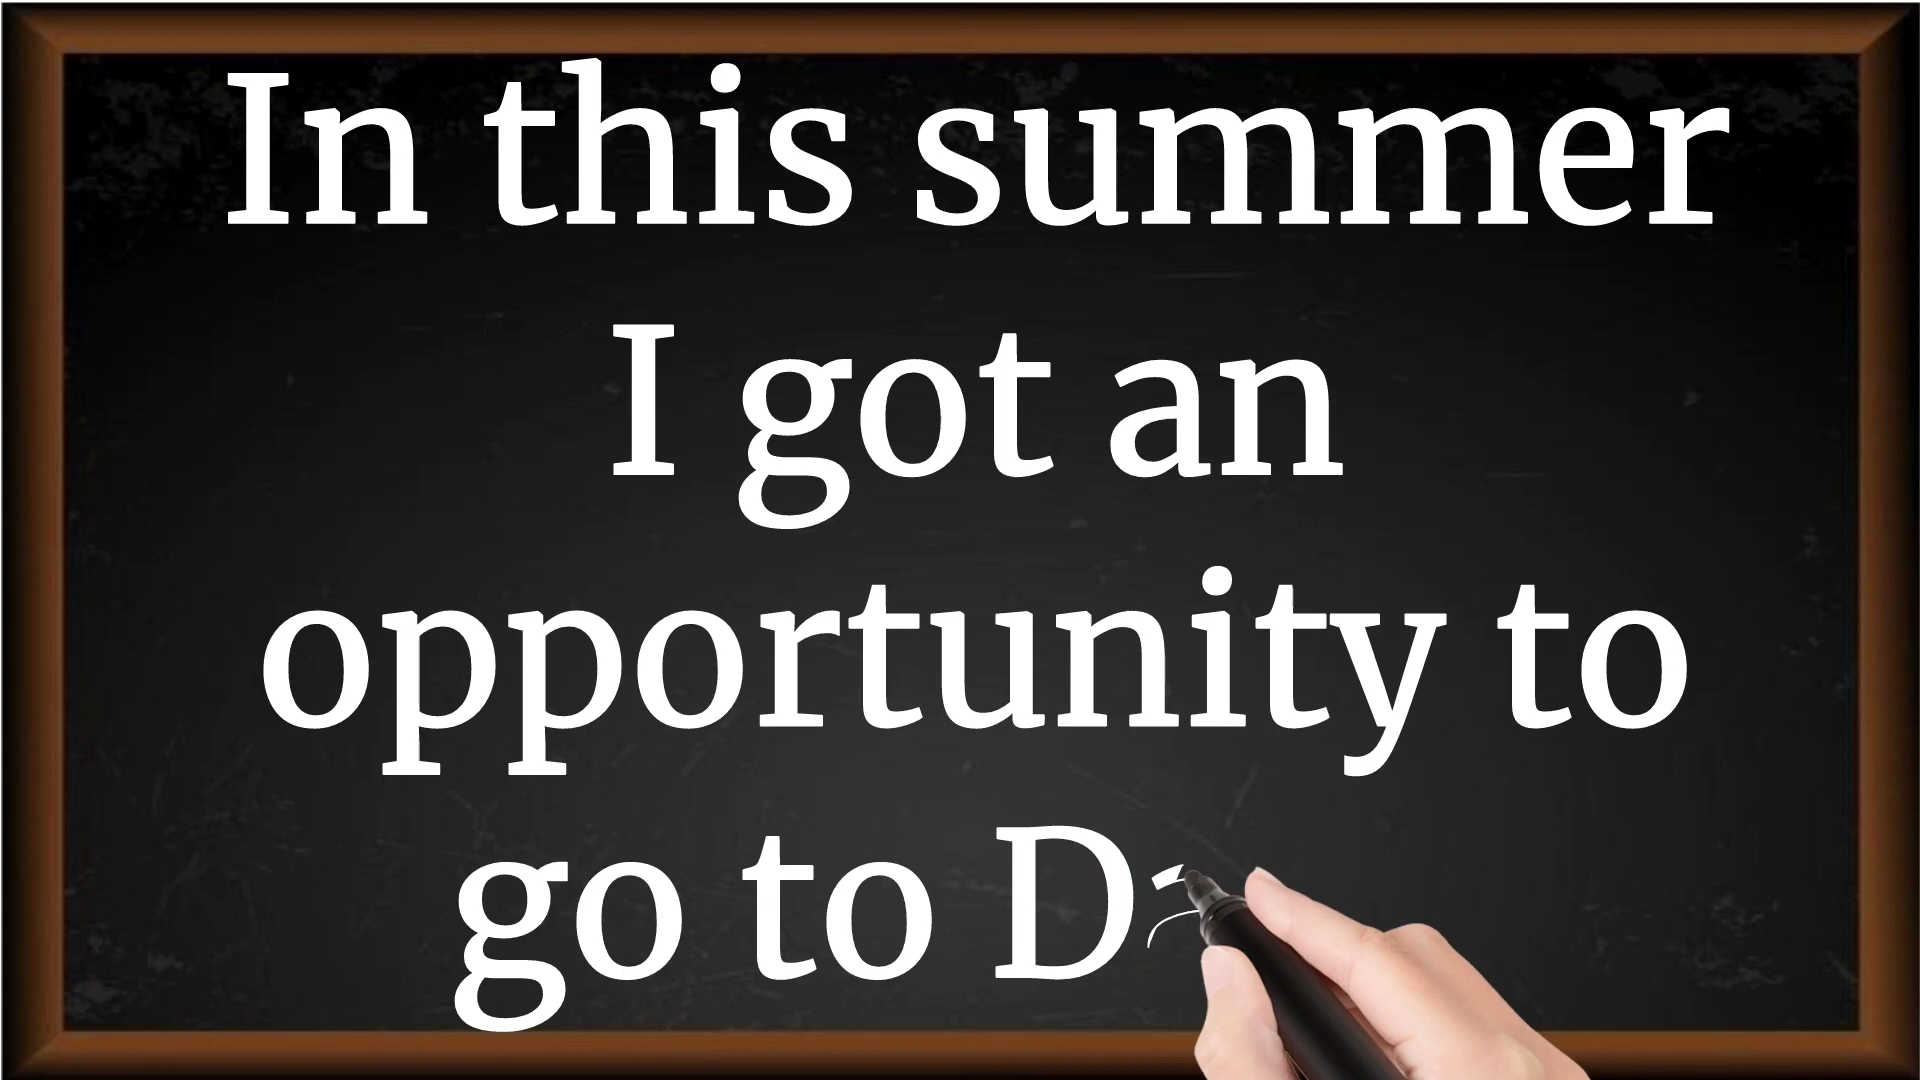 In this summer
I got an
opportunity to
go to D